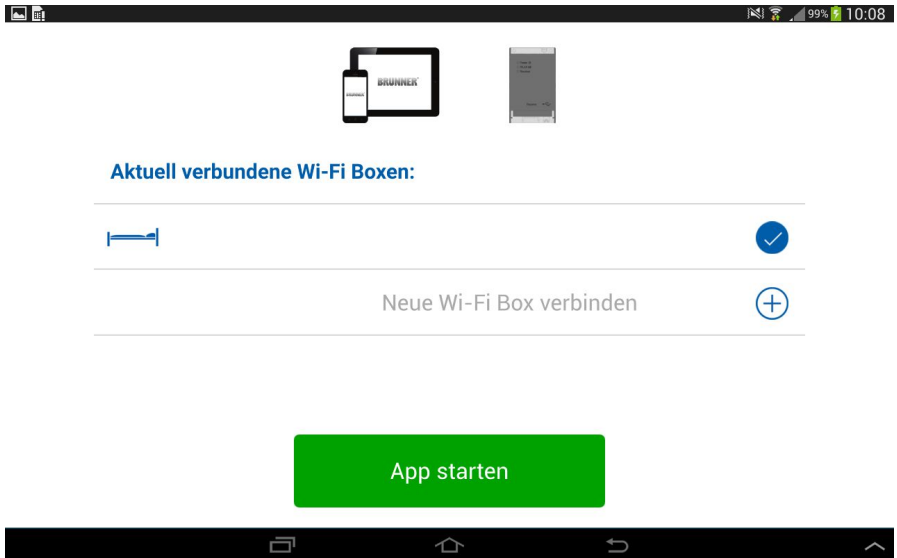 99% 10:08
BRUNNER
Aktuell verbundene Wi-Fi Boxen:
Neue Wi-Fi Box verbinden
App starten